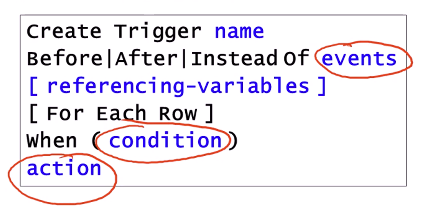 Create Trigger name
Before|After|Instead Of events
[ referencing-variables ]
[ For Each Row ]
When ( condition )
action